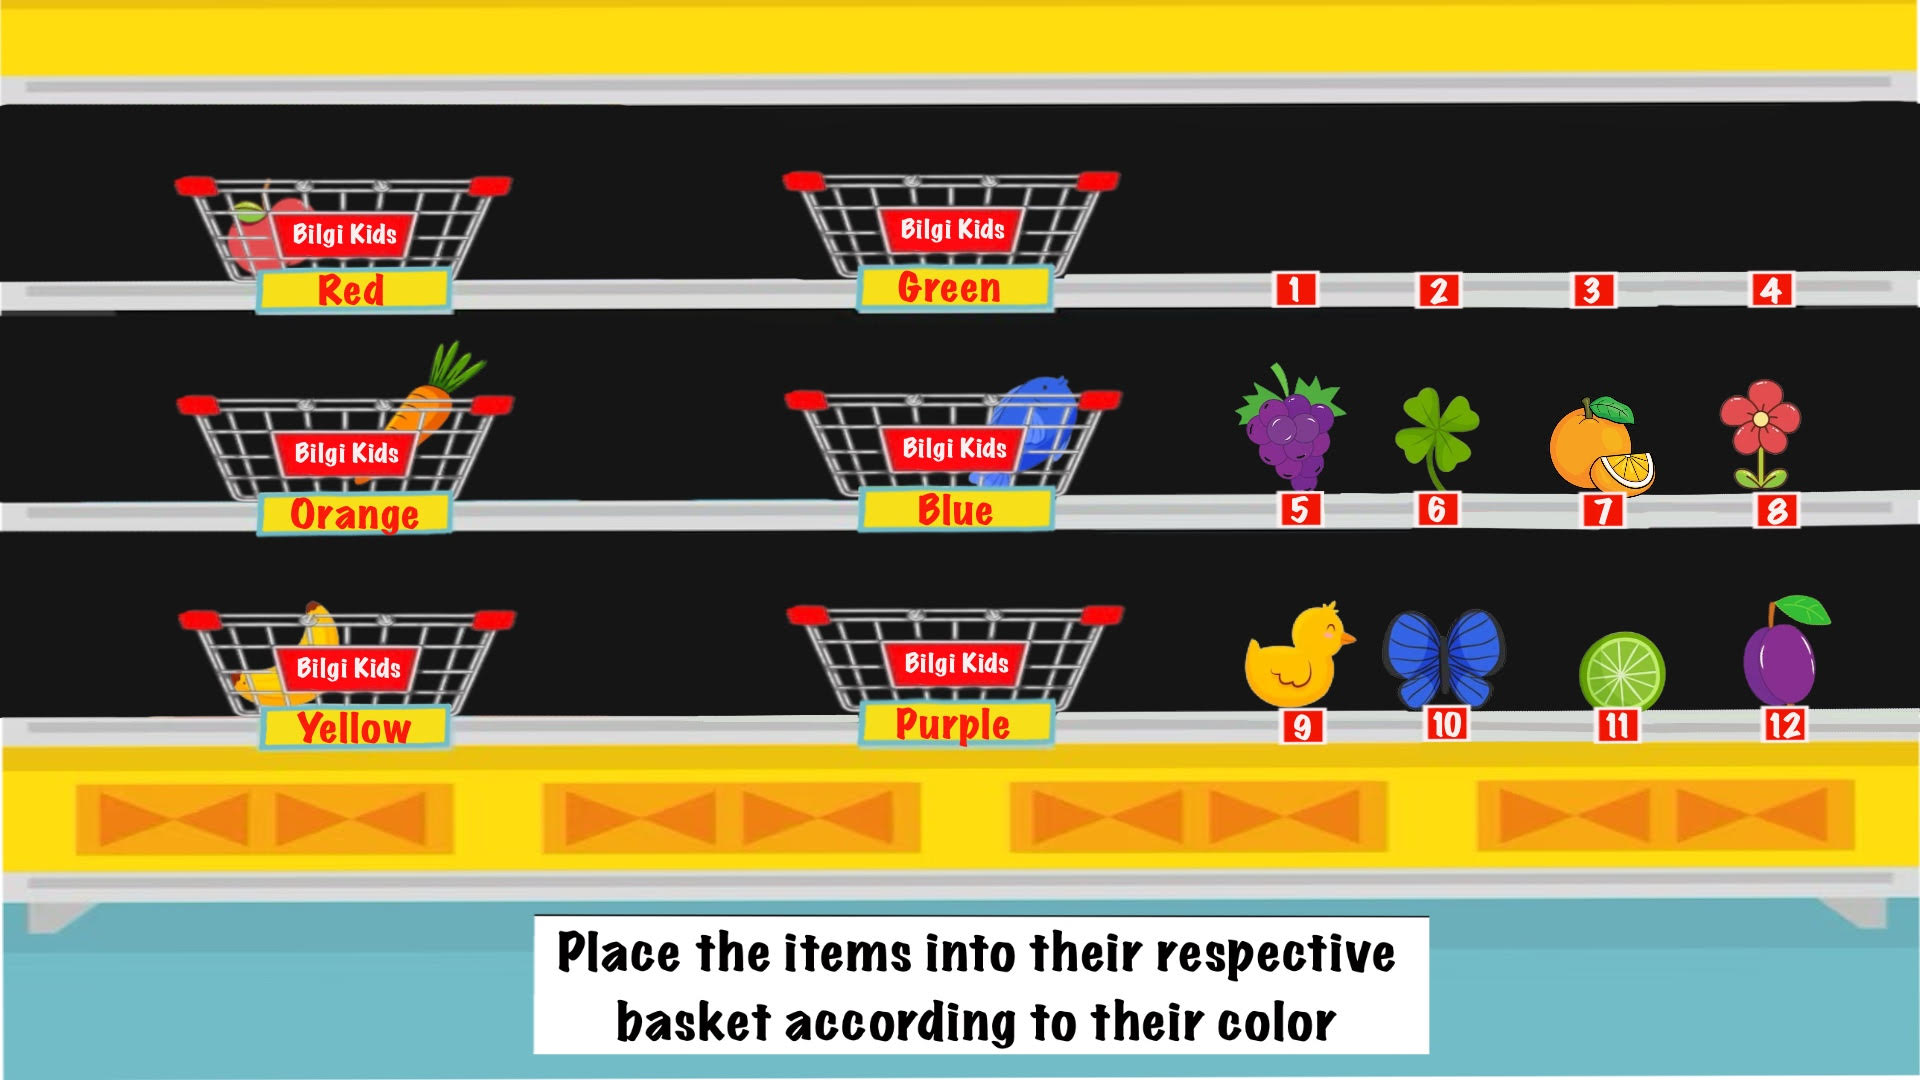 Bilgi Kids
Red
Bilgi Kids
Green
1
2
3
4
Bilgi Kids
Orange
Bilgi Kids
Blue
5
6
7
8
Bilgi Kids
Yellow
Bilgi Kids
Purple
9
10
11
12
Place the items into their respective
basket according to their color